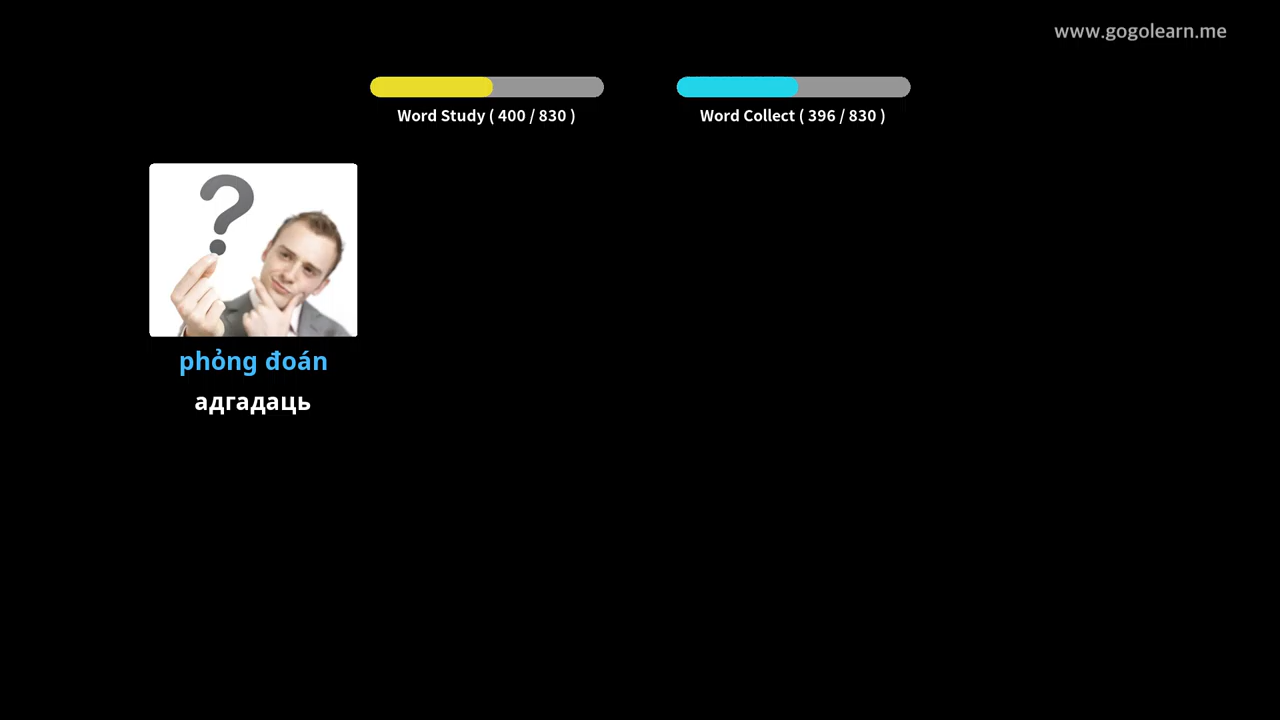 www.gogolearn.me
Word Study ( 400 / 830 )
Word Collect ( 396 / 830 )
?
phỏng đoán
адгадаць